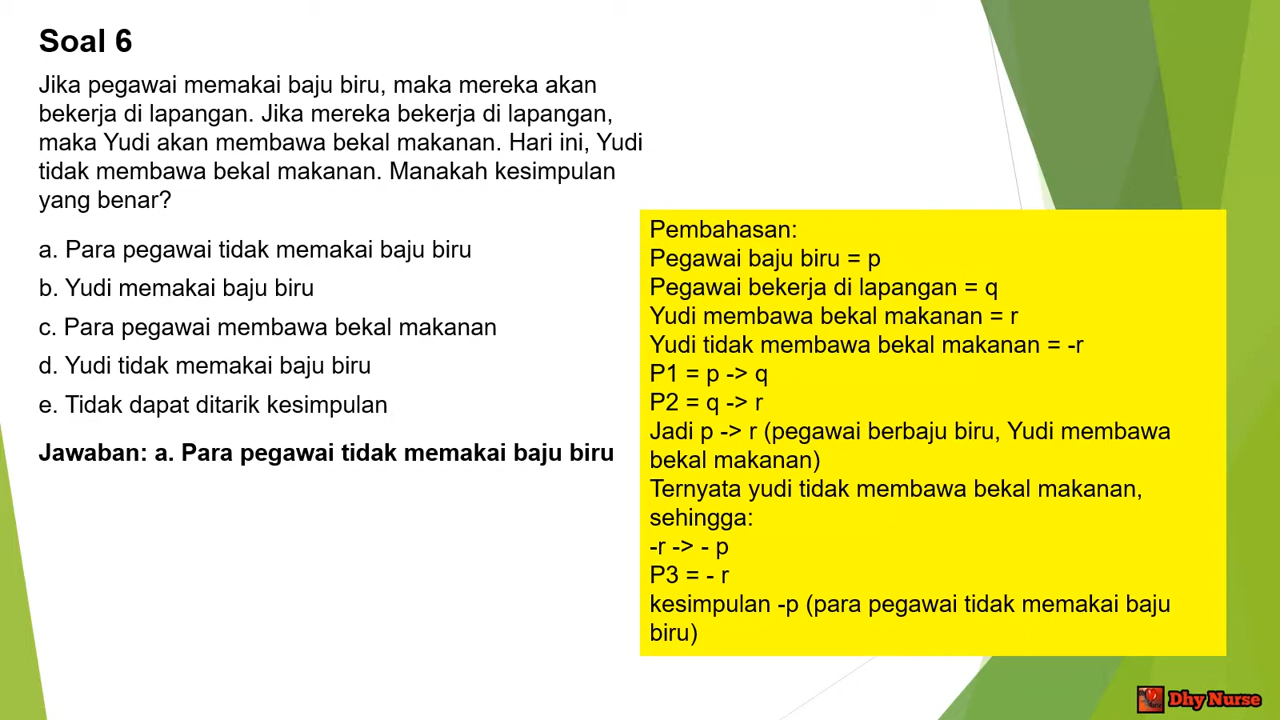 Soal 6
Jika pegawai memakai baju biru, maka mereka akan
bekerja di lapangan. Jika mereka bekerja di lapangan,
maka Yudi akan membawa bekal makanan. Hari ini, Yudi
tidak membawa bekal makanan. Manakah kesimpulan
yang benar?
a. Para pegawai tidak memakai baju biru
b. Yudi memakai baju biru
c. Para pegawai membawa bekal makanan
d. Yudi tidak memakai baju biru
e. Tidak dapat ditarik kesimpulan
Jawaban: a. Para pegawai tidak memakai baju biru
Pembahasan:
Pegawai baju biru = p
Pegawai bekerja di lapangan = q
Yudi membawa bekal makanan = r
Yudi tidak membawa bekal makanan = -r
P1 = p -> q
P2 = q -> r
Jadi p -> r (pegawai berbaju biru, Yudi membawa
bekal makanan)
Ternyata yudi tidak membawa bekal makanan,
sehingga:
-r -> - p
P3 = - r
kesimpulan -p (para pegawai tidak memakai baju
biru)
Dhy Nurse